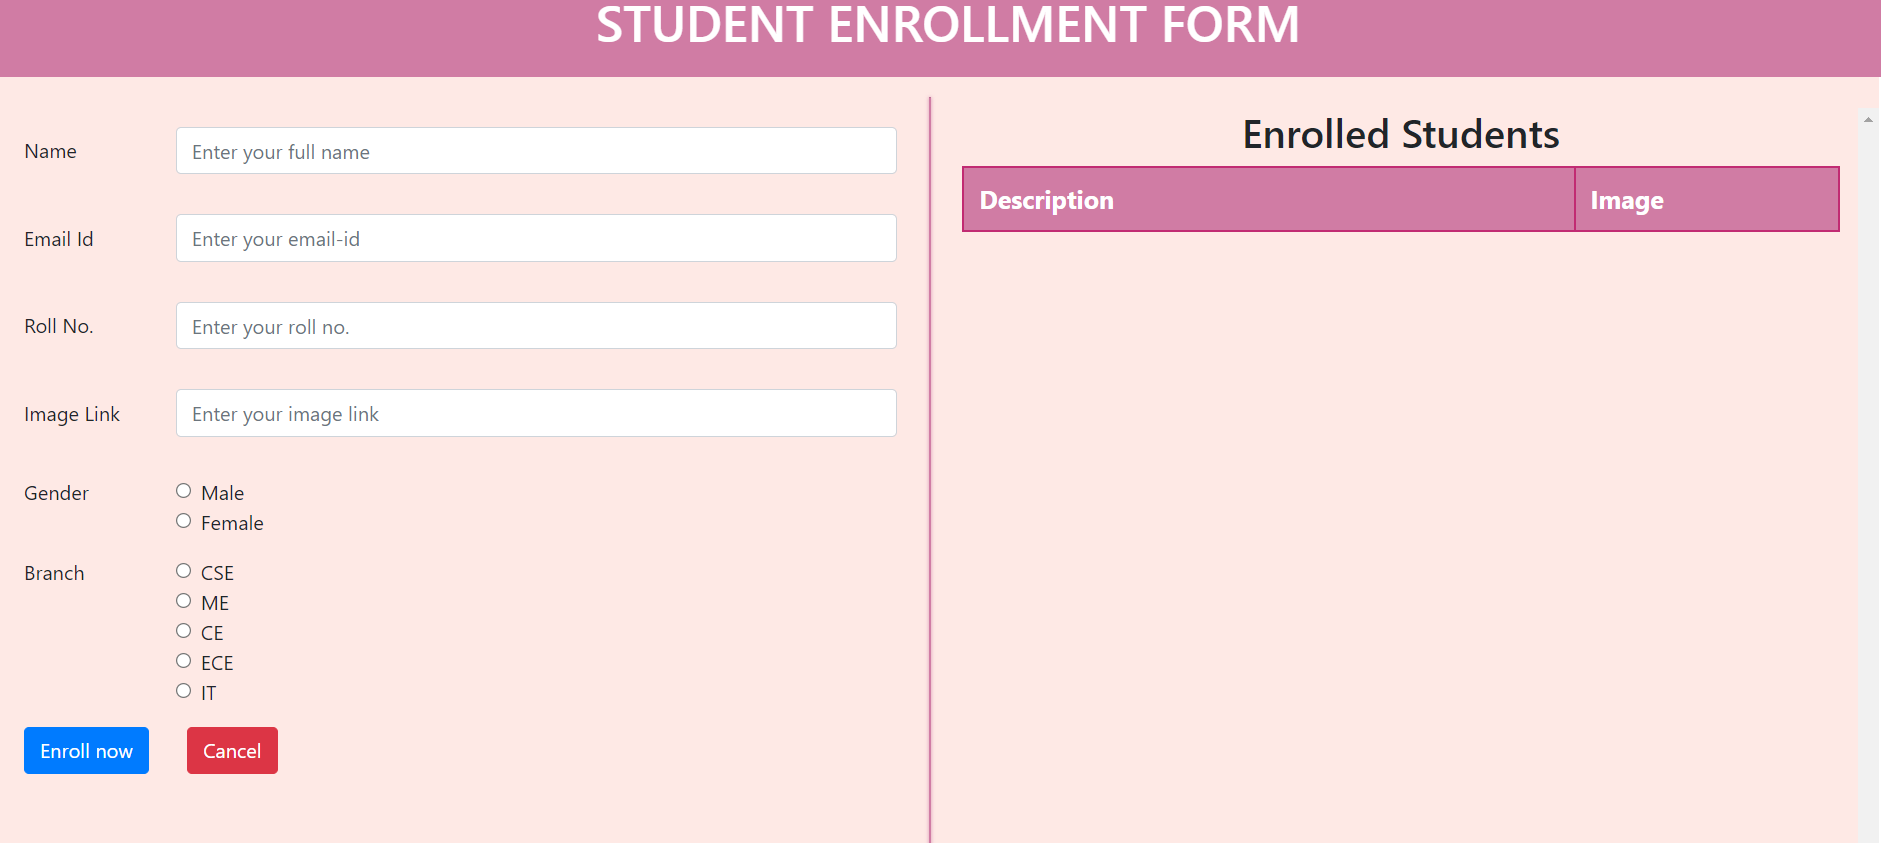 STUDENT ENROLLMENT FORM
Name
Enter your full name
Email Id
Enter your email-id
Roll No.
Enter your roll no.
Image Link
Enter your image link
Gender
Male
Female
Branch
CSE
ME
CE
ECE
IT
Enroll now
Cancel
Enrolled Students
Description
Image